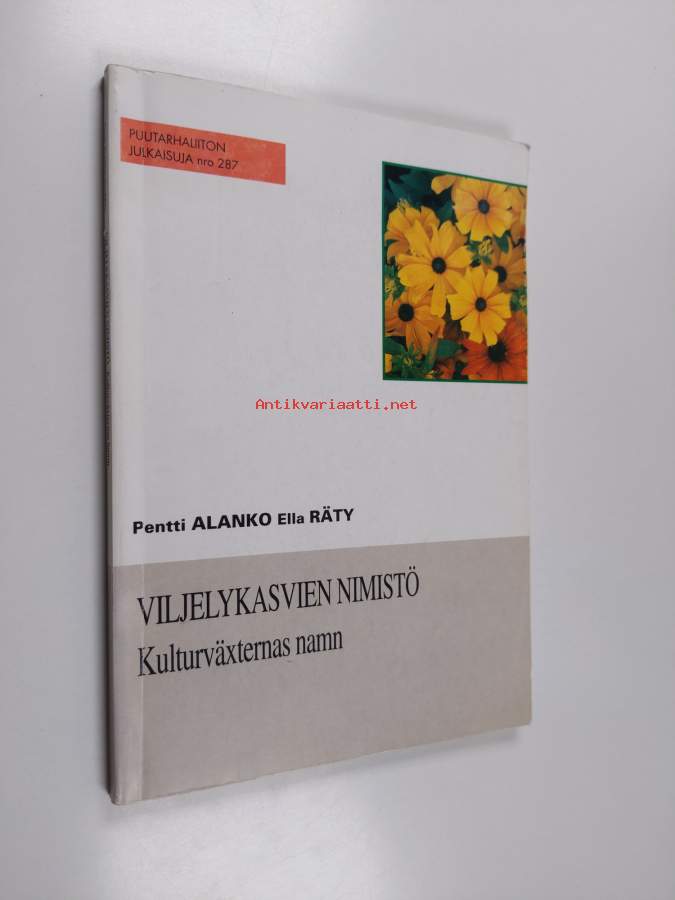 PUUTARHALIITON
JULKAISUJA nro 287
Antikvariaatti.net
Pentti ALANKO Ella RÄTY
VILJELYKASVIEN NIMISTÖ
Kulturväxternas namn